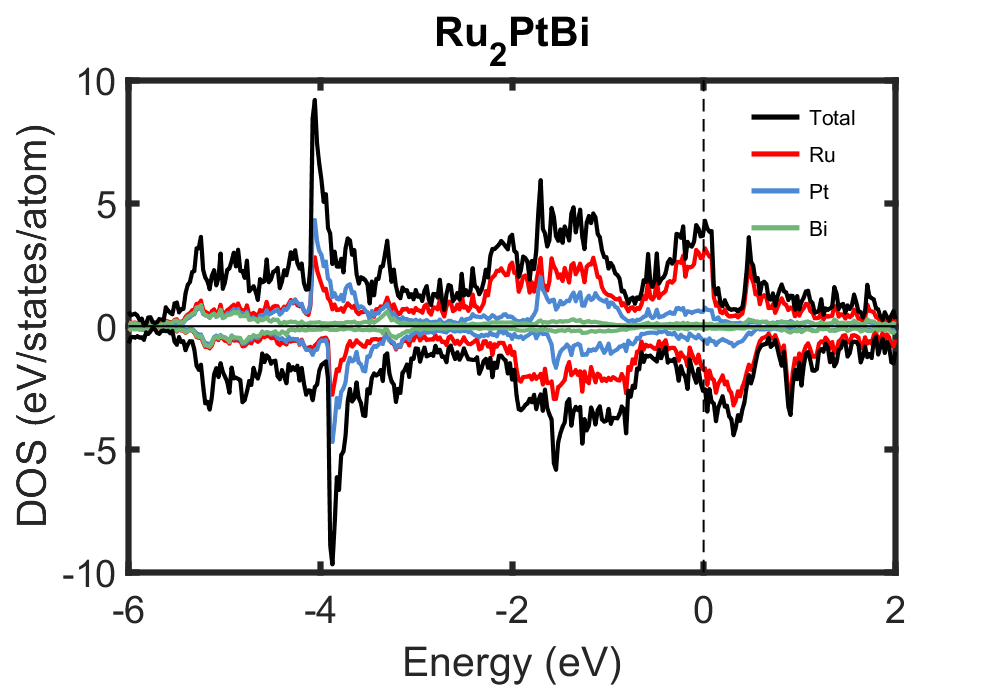 Ru₂PtBi
10
5
0
-5
-10
DOS (eV/states/atom)
Total
Ru
Pt
Bi
-6
-4
-2
0
2
Energy (eV)